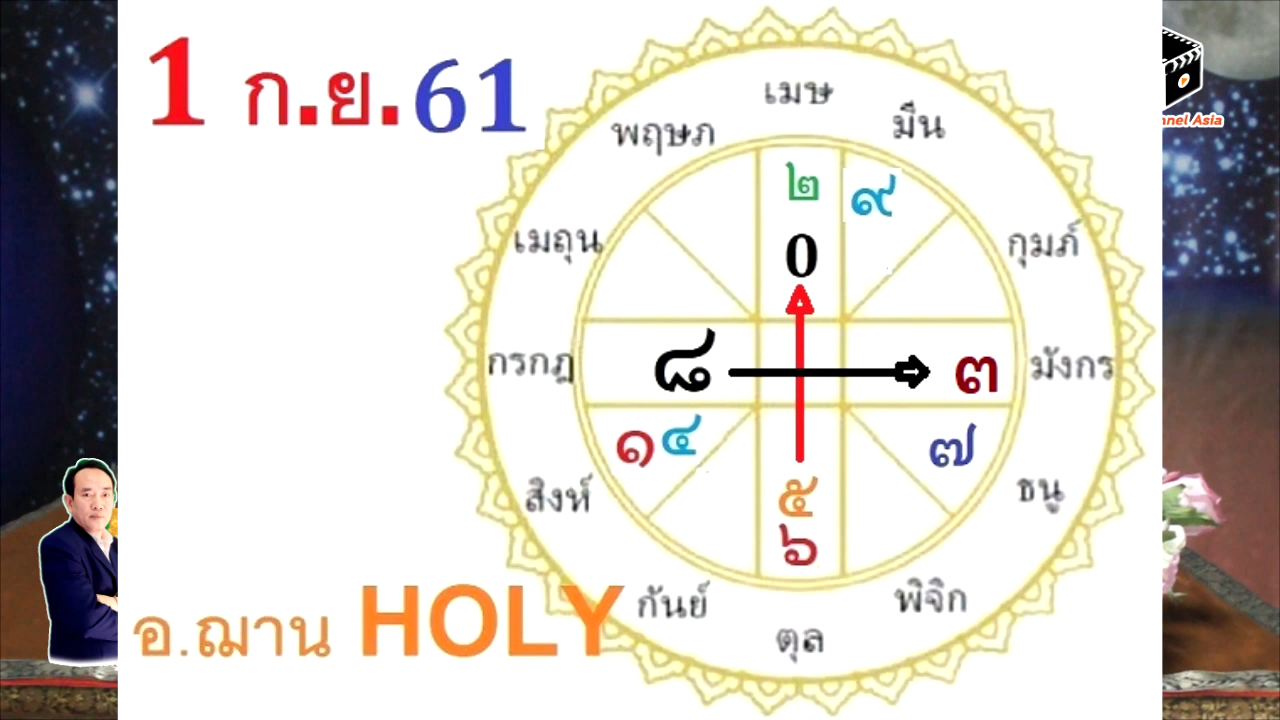 1 ก.ย.61
เมษ
มีน
พฤษภ
๒
๙
เมถุน
กุมภ์
0
กรกฎ
๘
๓
มังกร
๑๔
๗
สิงห์
ธนู
๕
๖
กันย์
พิจิก
ตุล
อ.ฌาน HOLY
nnel Asia